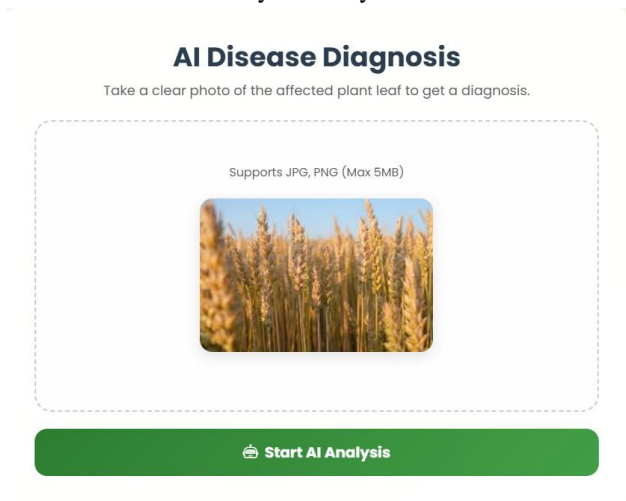 AI Disease Diagnosis
Take a clear photo of the affected plant leaf to get a diagnosis.
Supports JPG, PNG (Max 5MB)
Start AI Analysis